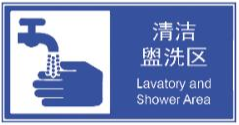 清洁
盥洗区
Lavatory and
Shower Area